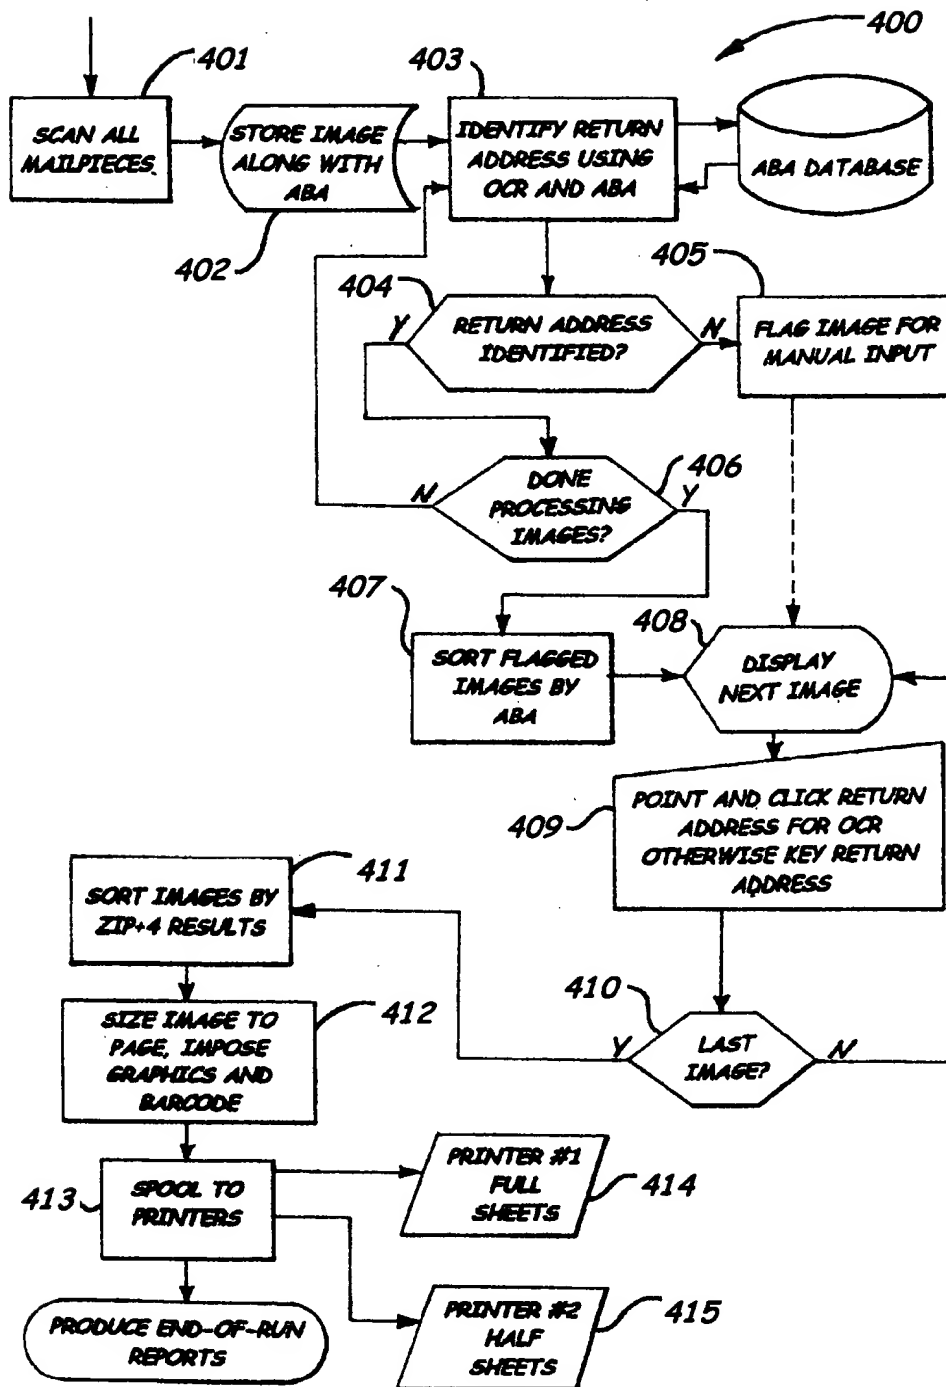 400
401
SCAN ALL
MAILPIECES
STORE IMAGE
ALONG WITH
ABA
402
403
IDENTIFY RETURN
ADDRESS USING
OCR AND ABA
ABA DATABASE
404
RETURN ADDRESS
IDENTIFIED?
Y
N
405
FLAG IMAGE FOR
MANUAL INPUT
406
DONE
PROCESSING
IMAGES?
N
Y
407
SORT FLAGGED
IMAGES BY
ABA
408
DISPLAY
NEXT IMAGE
409
POINT AND CLICK RETURN
ADDRESS FOR OCR
OTHERWISE KEY RETURN
ADDRESS
410
LAST
IMAGE?
Y
N
411
SORT IMAGES BY
ZIP+4 RESULTS
412
SIZE IMAGE TO
PAGE, IMPOSE
GRAPHICS AND
BARCODE
413
SPOOL TO
PRINTERS
PRINTER #1
FULL
SHEETS
414
PRINTER #2
HALF
SHEETS
415
PRODUCE END-OF-RUN
REPORTS